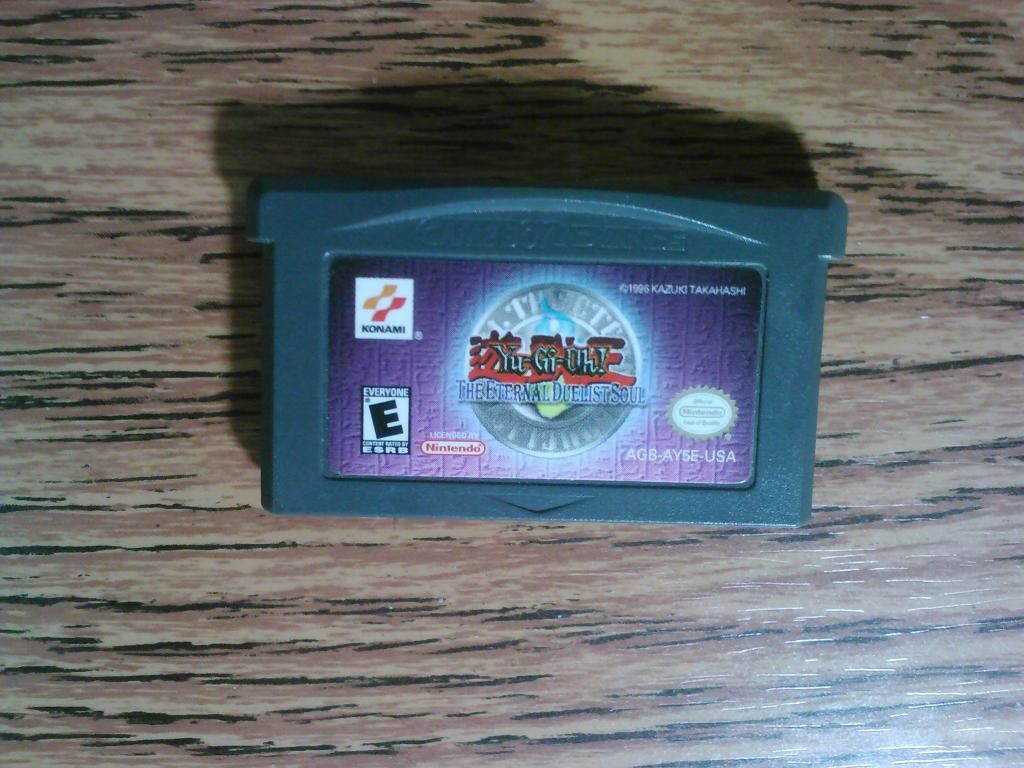 GAME BOY ADVANCE
©1996 KAZUKI TAKAHASHI
KONAMI
®
Yu-Gi-Oh!
THE ETERNAL DUELIST SOUL
EVERYONE
E
CONTENT RATED BY
ESRB
LICENSED BY
Nintendo
Official
Nintendo
Seal of Quality
AGB-AY5E-USA